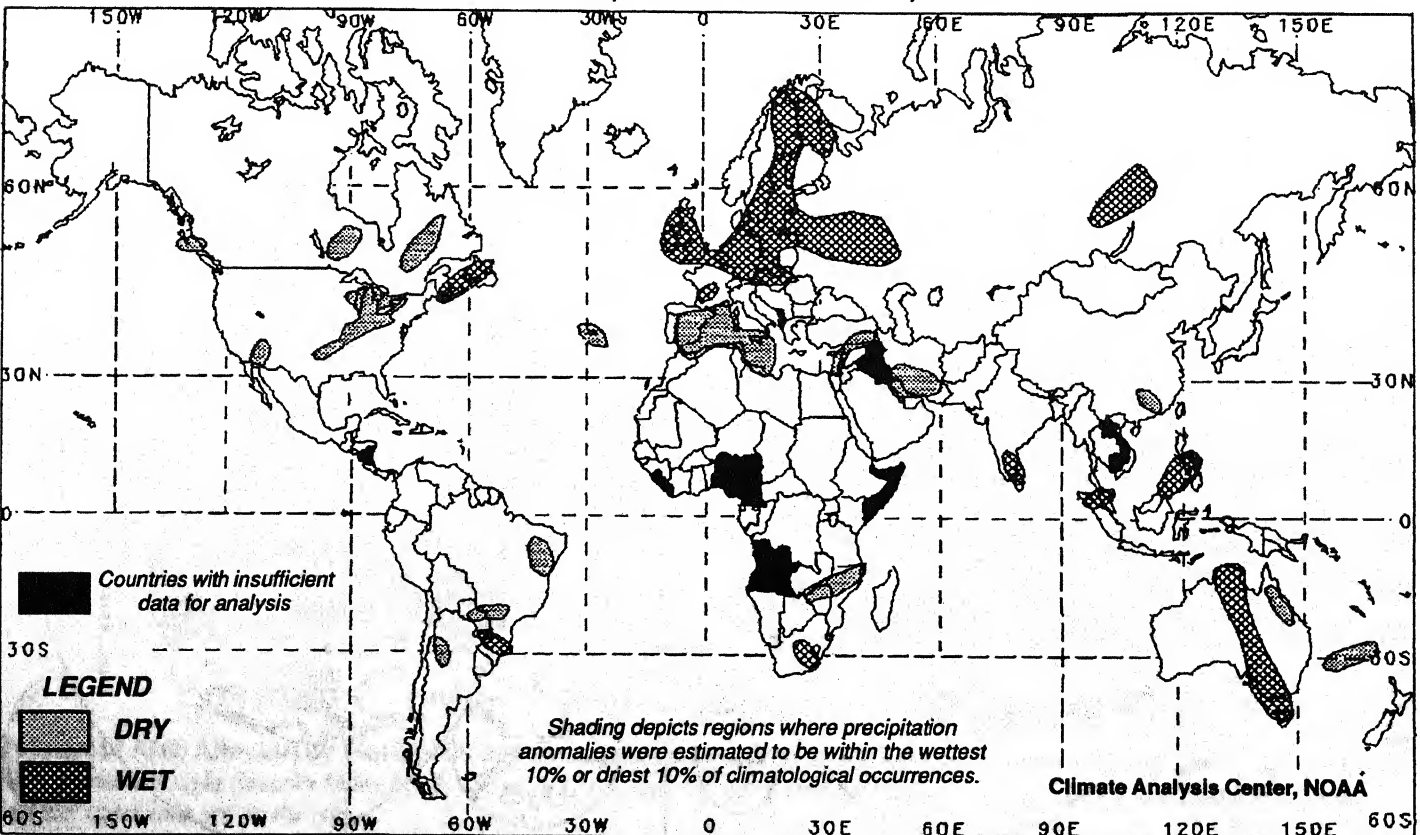 150W 120W 90W 60W 30W 0 30E 60E 90E 120E 150E
60N 60N
30N 30N
0 0
Countries with insufficient
data for analysis
30S 30S
LEGEND
DRY
WET
Shading depicts regions where precipitation
anomalies were estimated to be within the wettest
10% or driest 10% of climatological occurrences.
Climate Analysis Center, NOAA
60S 150W 120W 90W 60W 30W 0 30E 60E 90E 120E 150E 60S